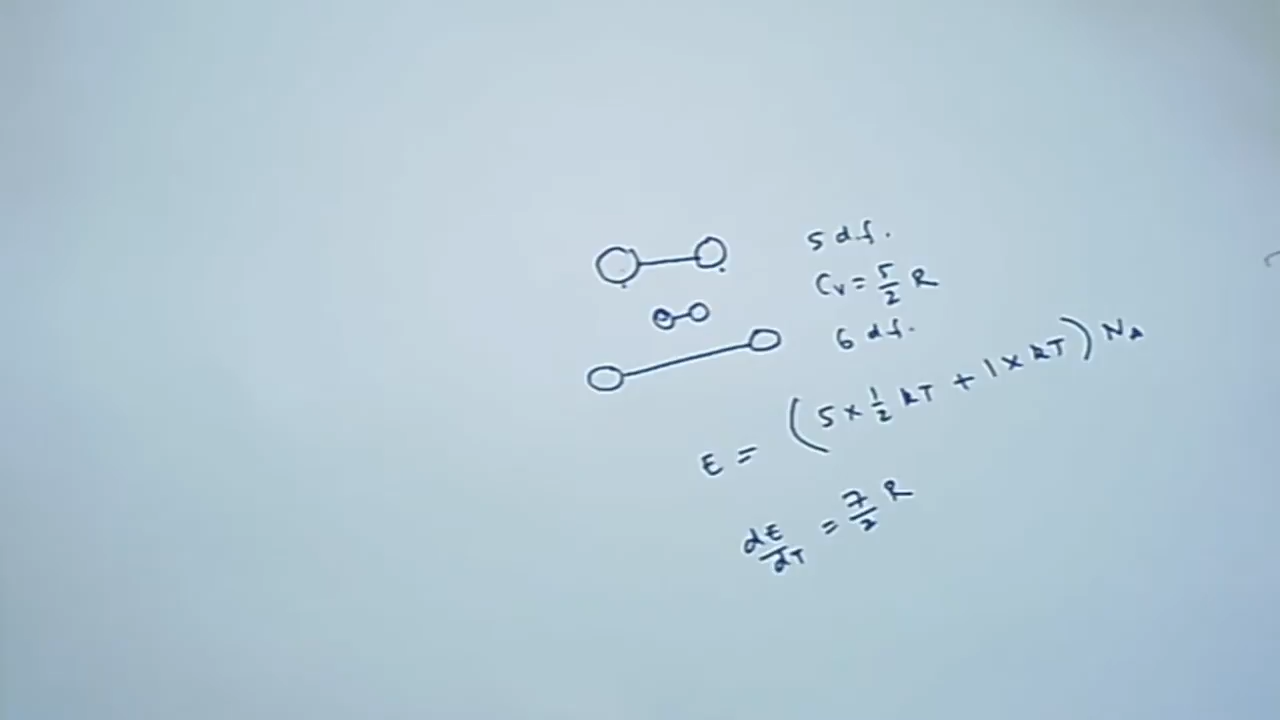 5 d.f.
Cv = 5/2 R
6 d.f.
E = (5 × 1/2 kT + 1 × kT) NA
dE/dT = 7/2 R